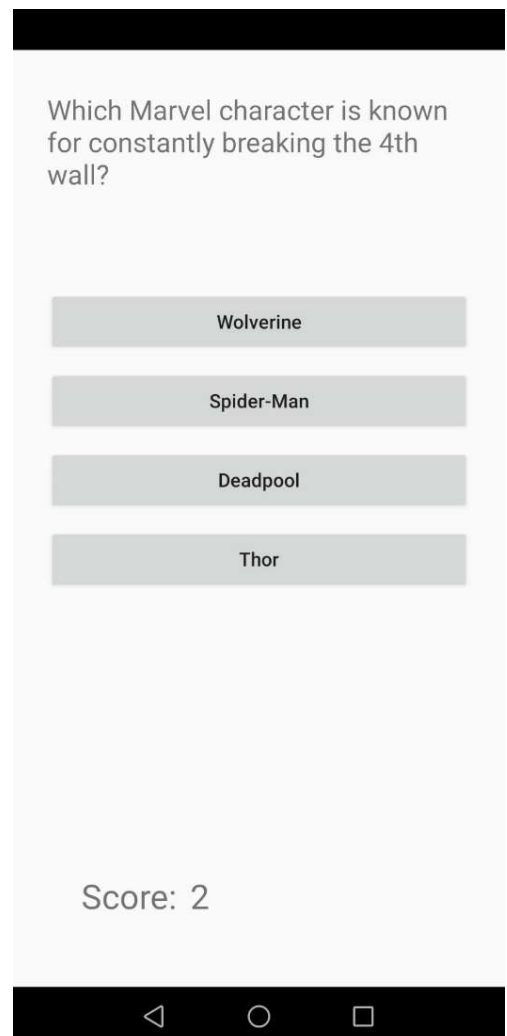 Which Marvel character is known
for constantly breaking the 4th
wall?
Wolverine
Spider-Man
Deadpool
Thor
Score: 2